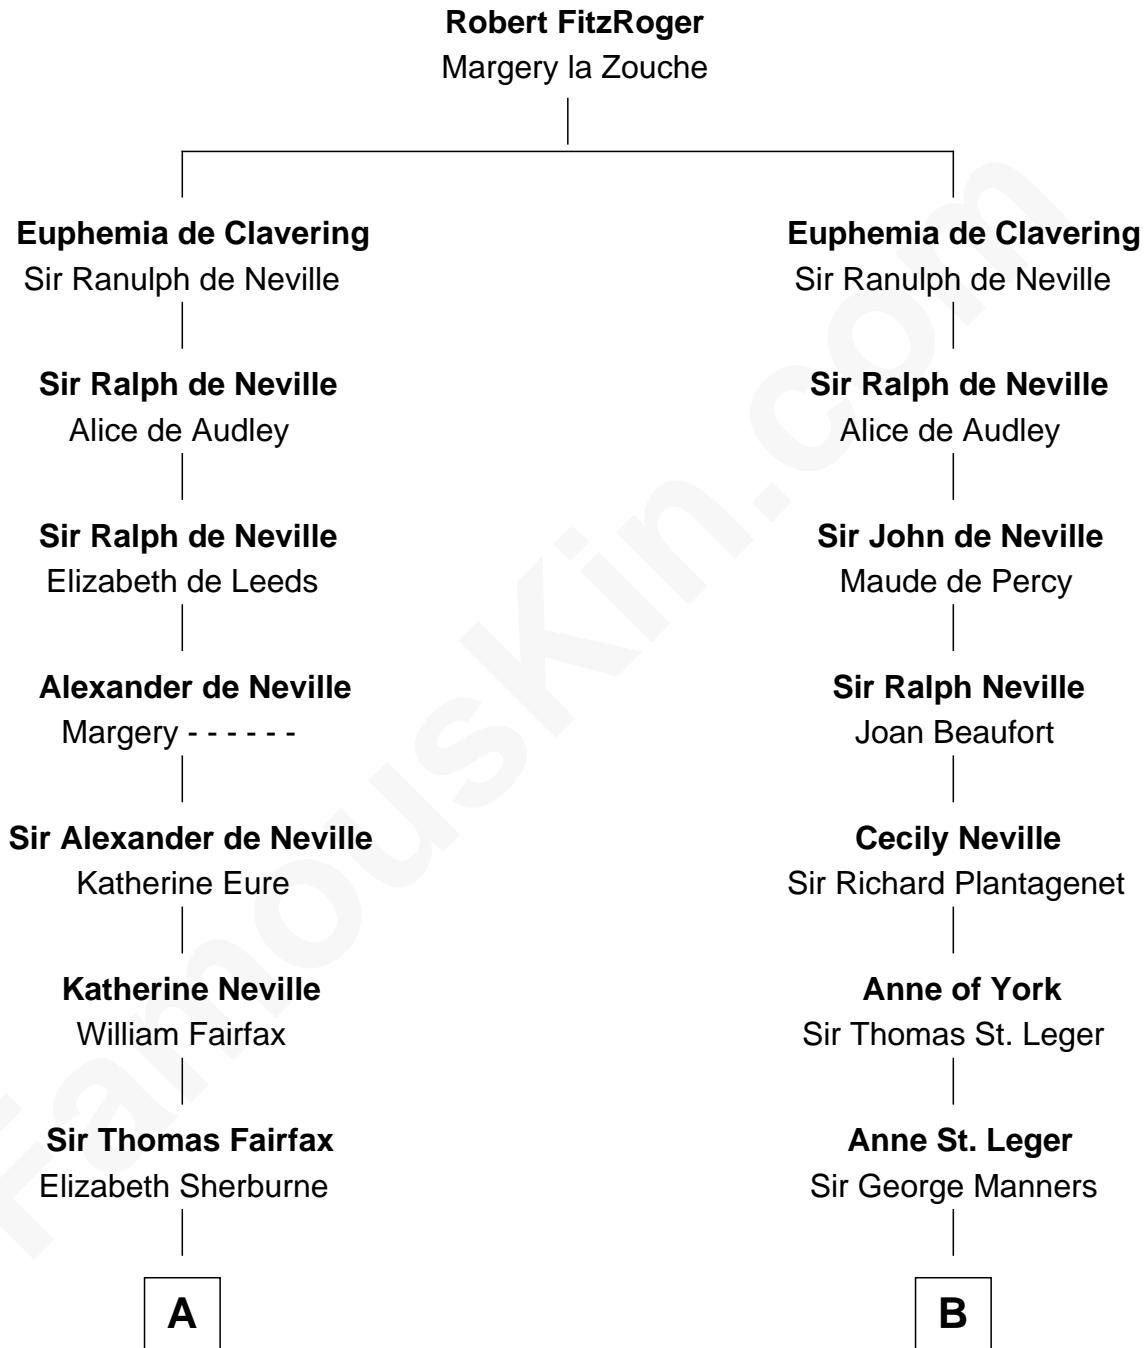 Robert FitzRoger
Margery la Zouche
Euphemia de Clavering
Sir Ranulph de Neville
Sir Ralph de Neville
Alice de Audley
Sir Ralph de Neville
Elizabeth de Leeds
Alexander de Neville
Margery - - - - - -
Sir Alexander de Neville
Katherine Eure
Katherine Neville
William Fairfax
Sir Thomas Fairfax
Elizabeth Sherburne
A
Euphemia de Clavering
Sir Ranulph de Neville
Sir Ralph de Neville
Alice de Audley
Sir John de Neville
Maude de Percy
Sir Ralph Neville
Joan Beaufort
Cecily Neville
Sir Richard Plantagenet
Anne of York
Sir Thomas St. Leger
Anne St. Leger
Sir George Manners
B
FamousKin.com